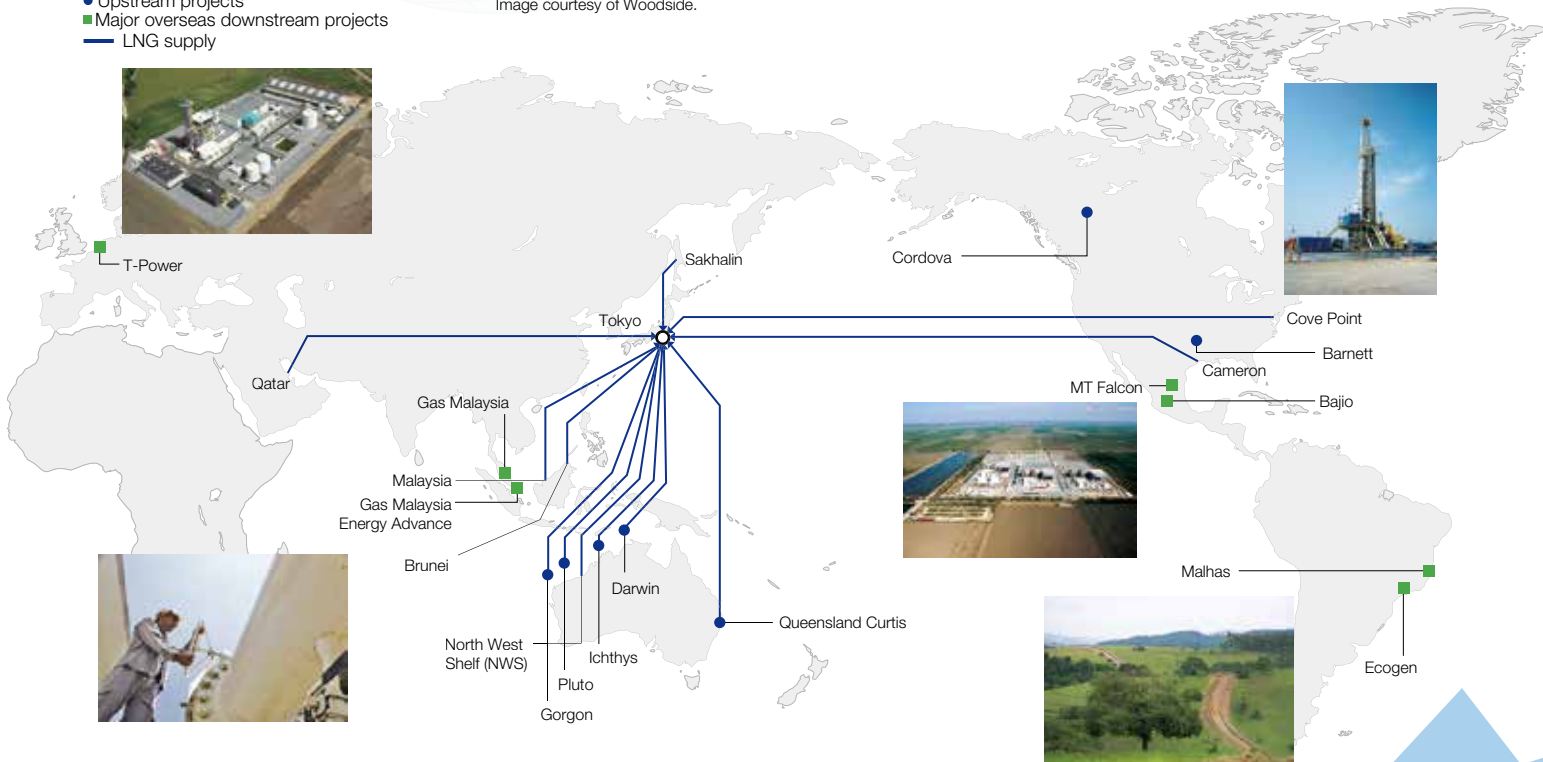 Upstream projects
Major overseas downstream projects
LNG supply
Image courtesy of Woodside.
T-Power
Sakhalin
Cordova
Tokyo
Cove Point
Barnett
Cameron
Qatar
MT Falcon
Bajio
Gas Malaysia
Malaysia
Gas Malaysia
Energy Advance
Brunei
Darwin
Malhas
Queensland Curtis
North West
Shelf (NWS)
Ichthys
Pluto
Ecogen
Gorgon